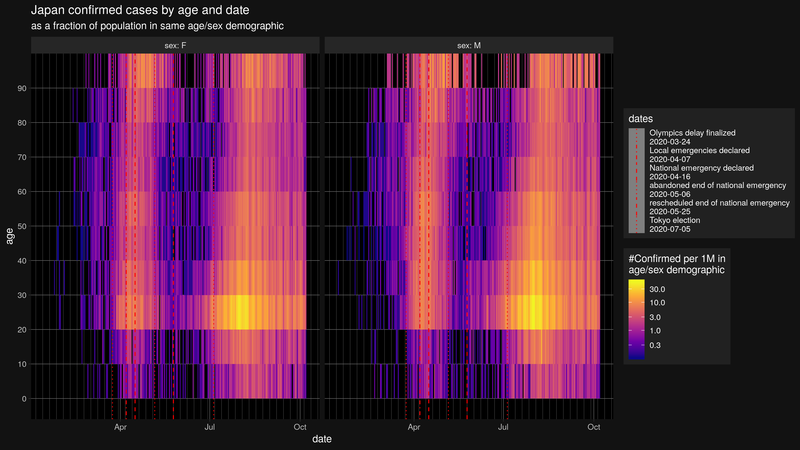 Japan confirmed cases by age and date
as a fraction of population in same age/sex demographic
sex: F
sex: M
90
80
70
60
50
40
30
20
10
0
age
Apr
Jul
Oct
Apr
Jul
Oct
date
dates
Olympics delay finalized
2020-03-24
Local emergencies declared
2020-04-07
National emergency declared
2020-04-16
abandoned end of national emergency
2020-05-06
rescheduled end of national emergency
2020-05-25
Tokyo election
2020-07-05
#Confirmed per 1M in
age/sex demographic
30.0
10.0
3.0
1.0
0.3